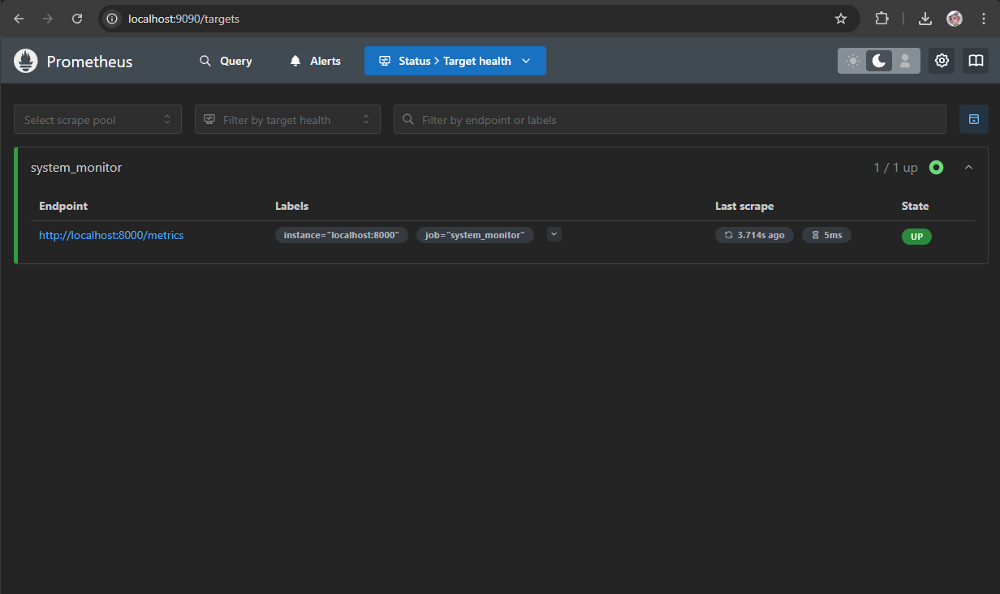 localhost:9090/targets
Prometheus Query Alerts Status > Target health
Select scrape pool Filter by target health Filter by endpoint or labels
system_monitor 1 / 1 up
Endpoint Labels Last scrape State
http://localhost:8000/metrics instance="localhost:8000" job="system_monitor" 3.714s ago 5ms UP